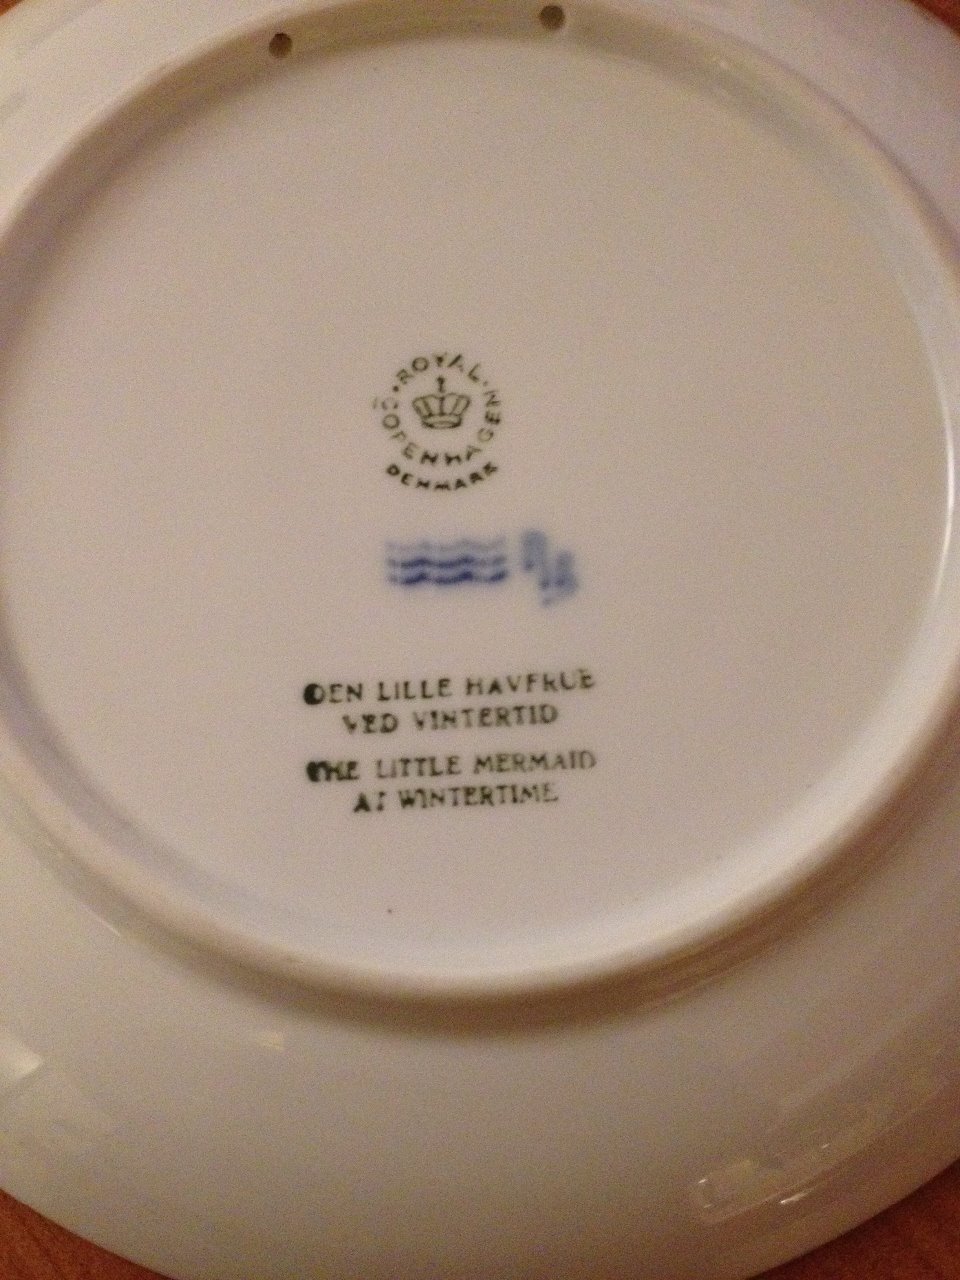 ROYAL COPENHAGEN
DENMARK
DEN LILLE HAVFRUE
VED VINTERTID
THE LITTLE MERMAID
AT WINTERTIME